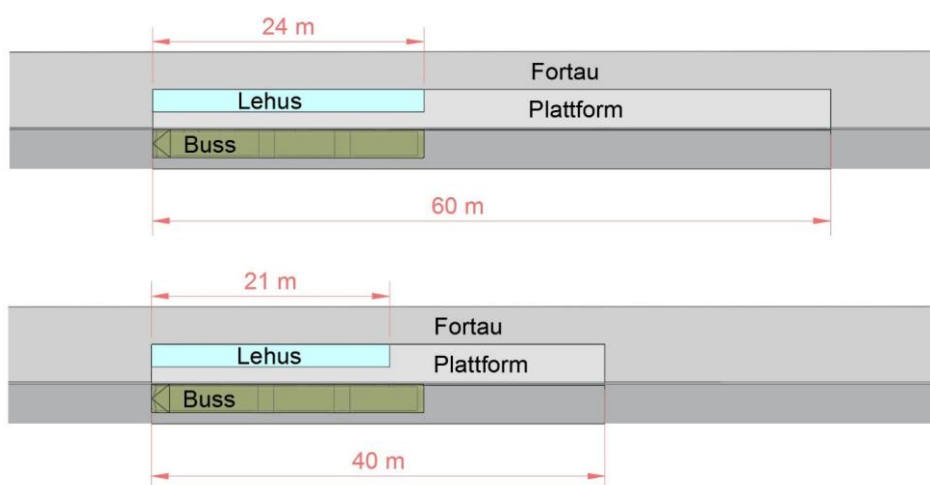 24 m
Fortau
Lehus
Plattform
Buss
60 m
21 m
Fortau
Lehus
Plattform
Buss
40 m